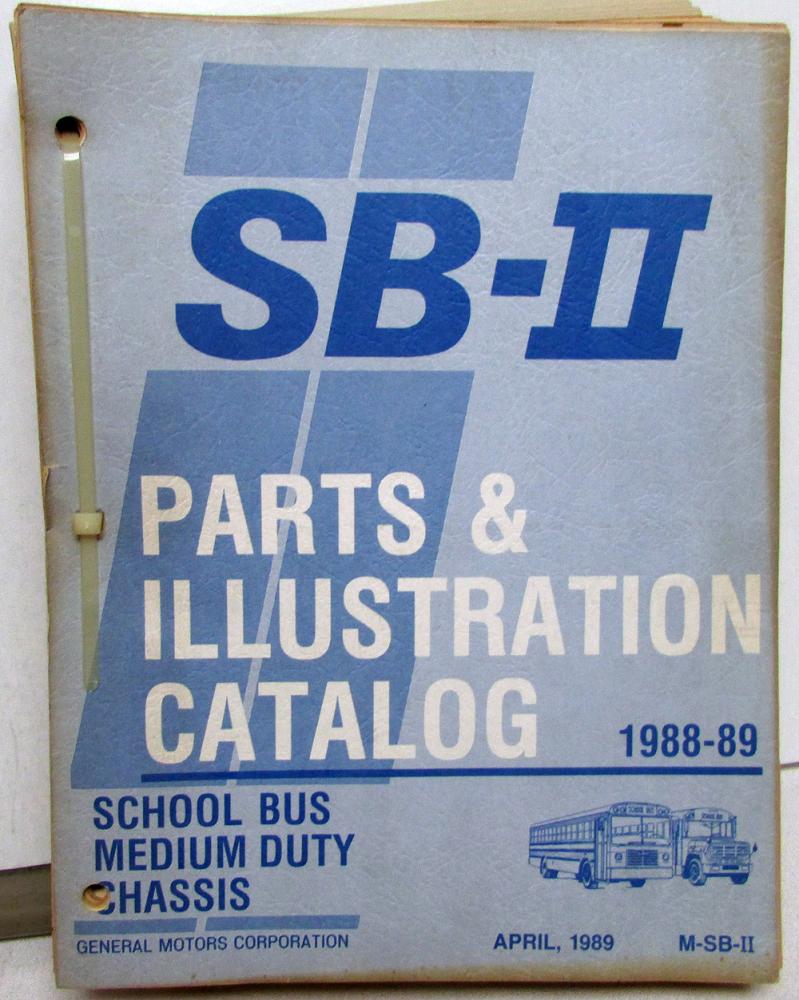 SB-II
PARTS &
ILLUSTRATION
CATALOG
1988-89
SCHOOL BUS
MEDIUM DUTY
CHASSIS
GENERAL MOTORS CORPORATION
APRIL, 1989
M-SB-II